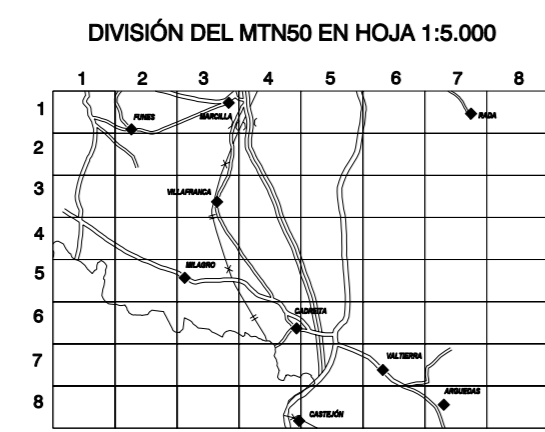 DIVISIÓN DEL MTN50 EN HOJA 1:5.000
1 2 3 4 5 6 7 8
1
FUNES
MARCILLA
RADA
2
3
VILLAFRANCA
4
5
MILAGRO
6
CADREITA
7
VALTIERRA
8
ARGUEDAS
CASTEJÓN